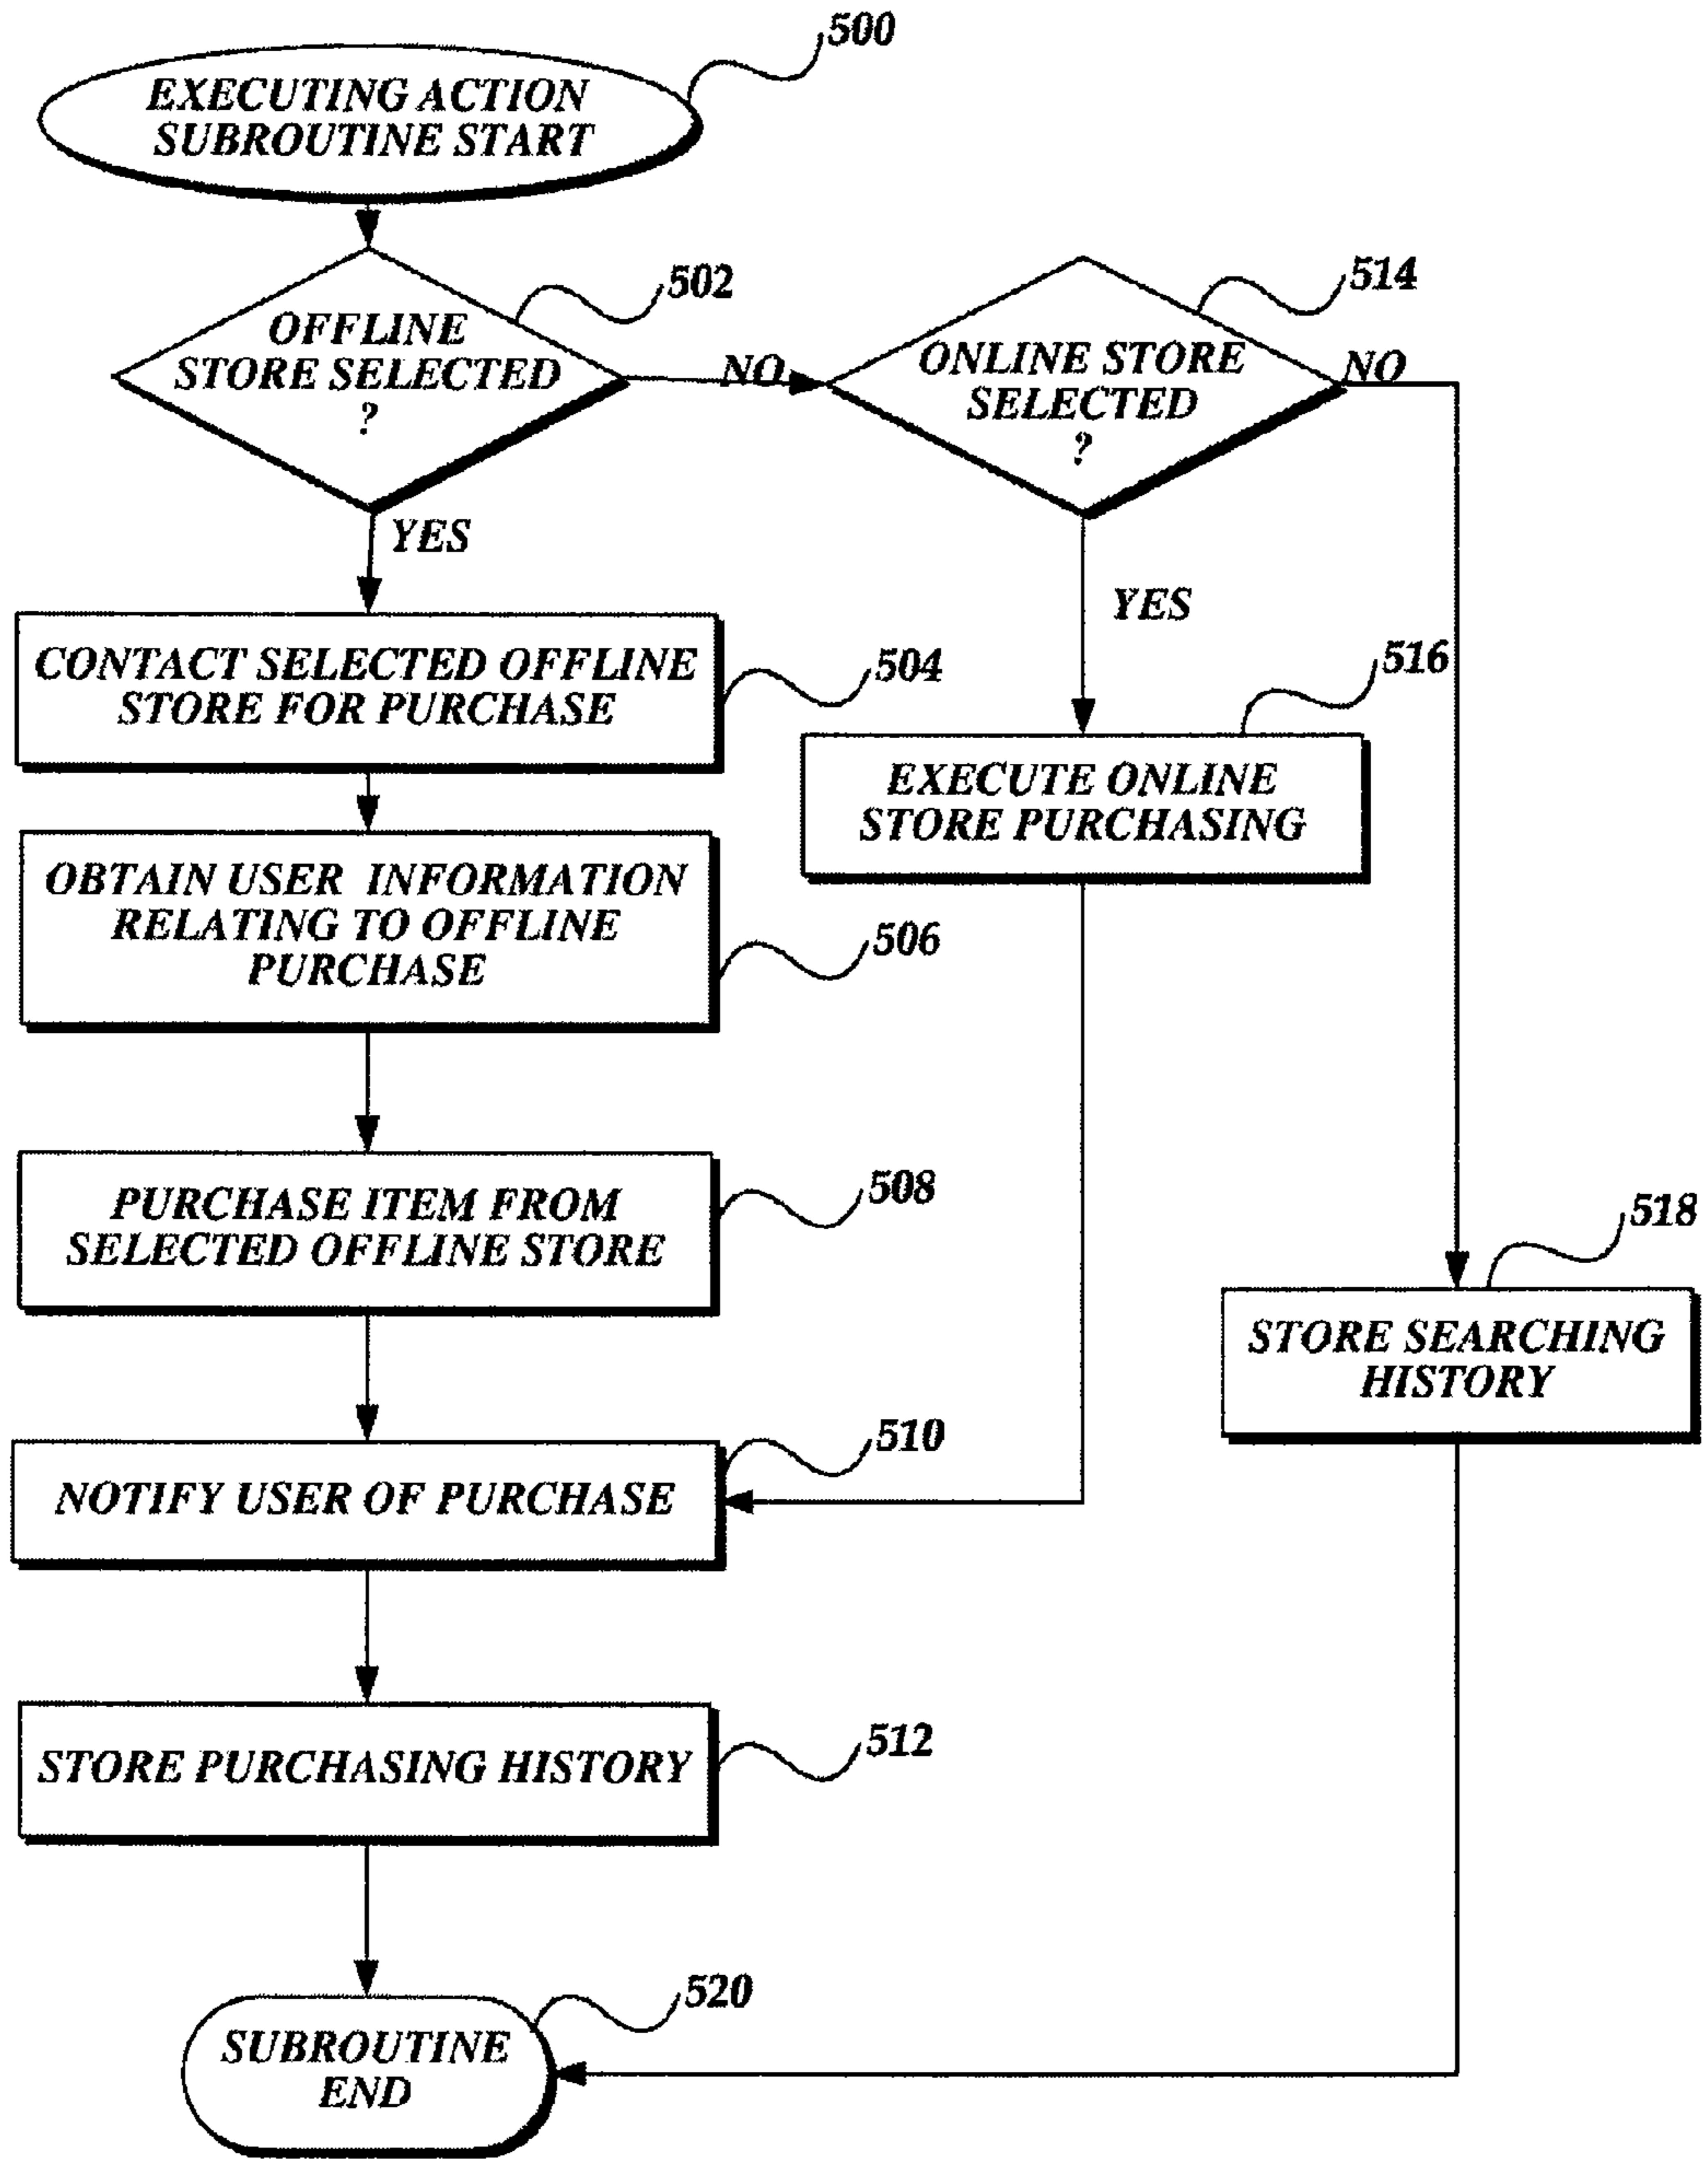 500
EXECUTING ACTION
SUBROUTINE START
502
OFFLINE
STORE SELECTED
?
NO
YES
514
ONLINE STORE
SELECTED
?
NO
YES
CONTACT SELECTED OFFLINE
STORE FOR PURCHASE
504
516
EXECUTE ONLINE
STORE PURCHASING
OBTAIN USER INFORMATION
RELATING TO OFFLINE
PURCHASE
506
PURCHASE ITEM FROM
SELECTED OFFLINE STORE
508
518
STORE SEARCHING
HISTORY
NOTIFY USER OF PURCHASE
510
STORE PURCHASING HISTORY
512
SUBROUTINE
END
520